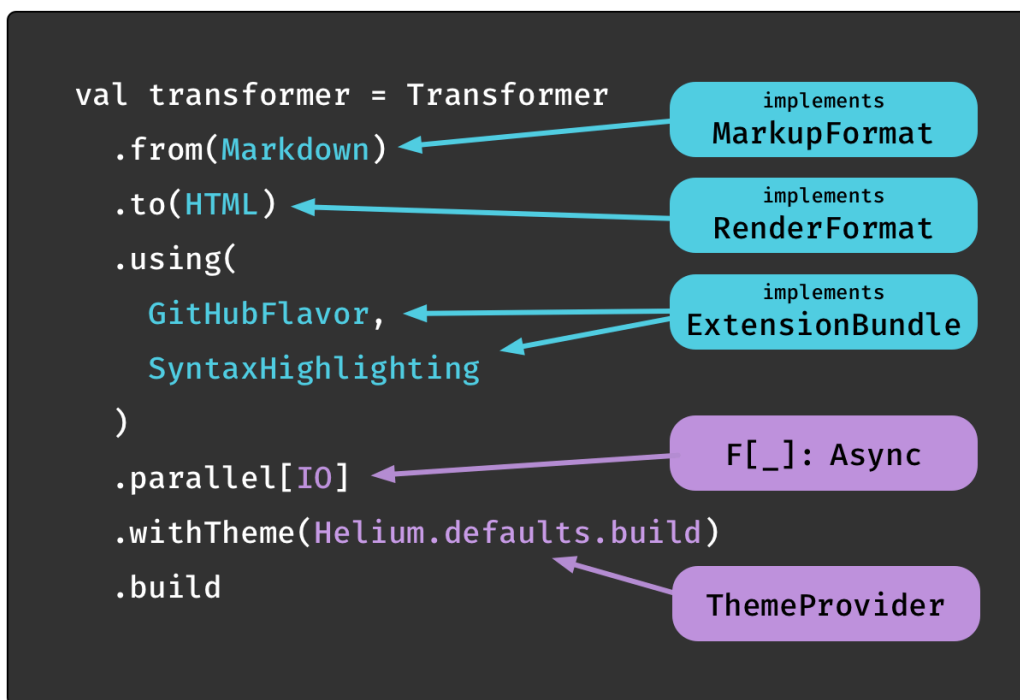 val transformer = Transformer
.from(Markdown)
.to(HTML)
.using(
GitHubFlavor,
SyntaxHighlighting
)
.parallel[IO]
.withTheme(Helium.defaults.build)
.build
implements
MarkupFormat
implements
RenderFormat
implements
ExtensionBundle
F[_]: Async
ThemeProvider